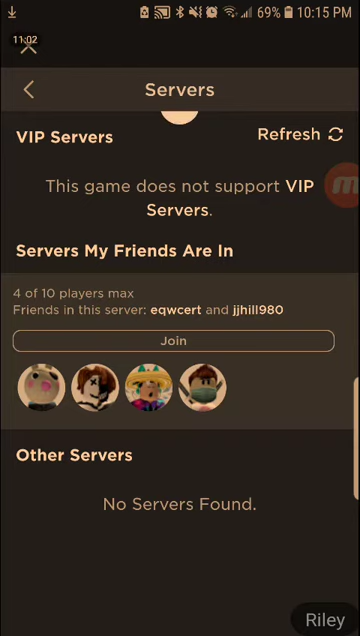 69% 10:15 PM
11:02
Servers
VIP Servers
Refresh
This game does not support VIP
Servers.
Servers My Friends Are In
4 of 10 players max
Friends in this server: eqwcert and jjhill980
Join
Other Servers
No Servers Found.
Riley